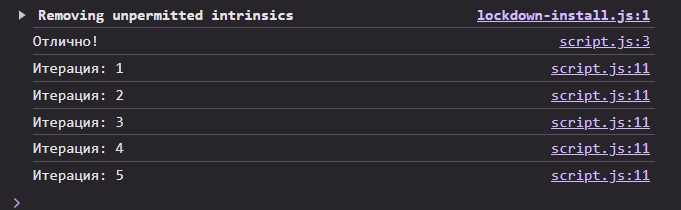 ▶ Removing unpermitted intrinsics lockdown-install.js:1
Отлично! script.js:3
Итерация: 1 script.js:11
Итерация: 2 script.js:11
Итерация: 3 script.js:11
Итерация: 4 script.js:11
Итерация: 5 script.js:11
>